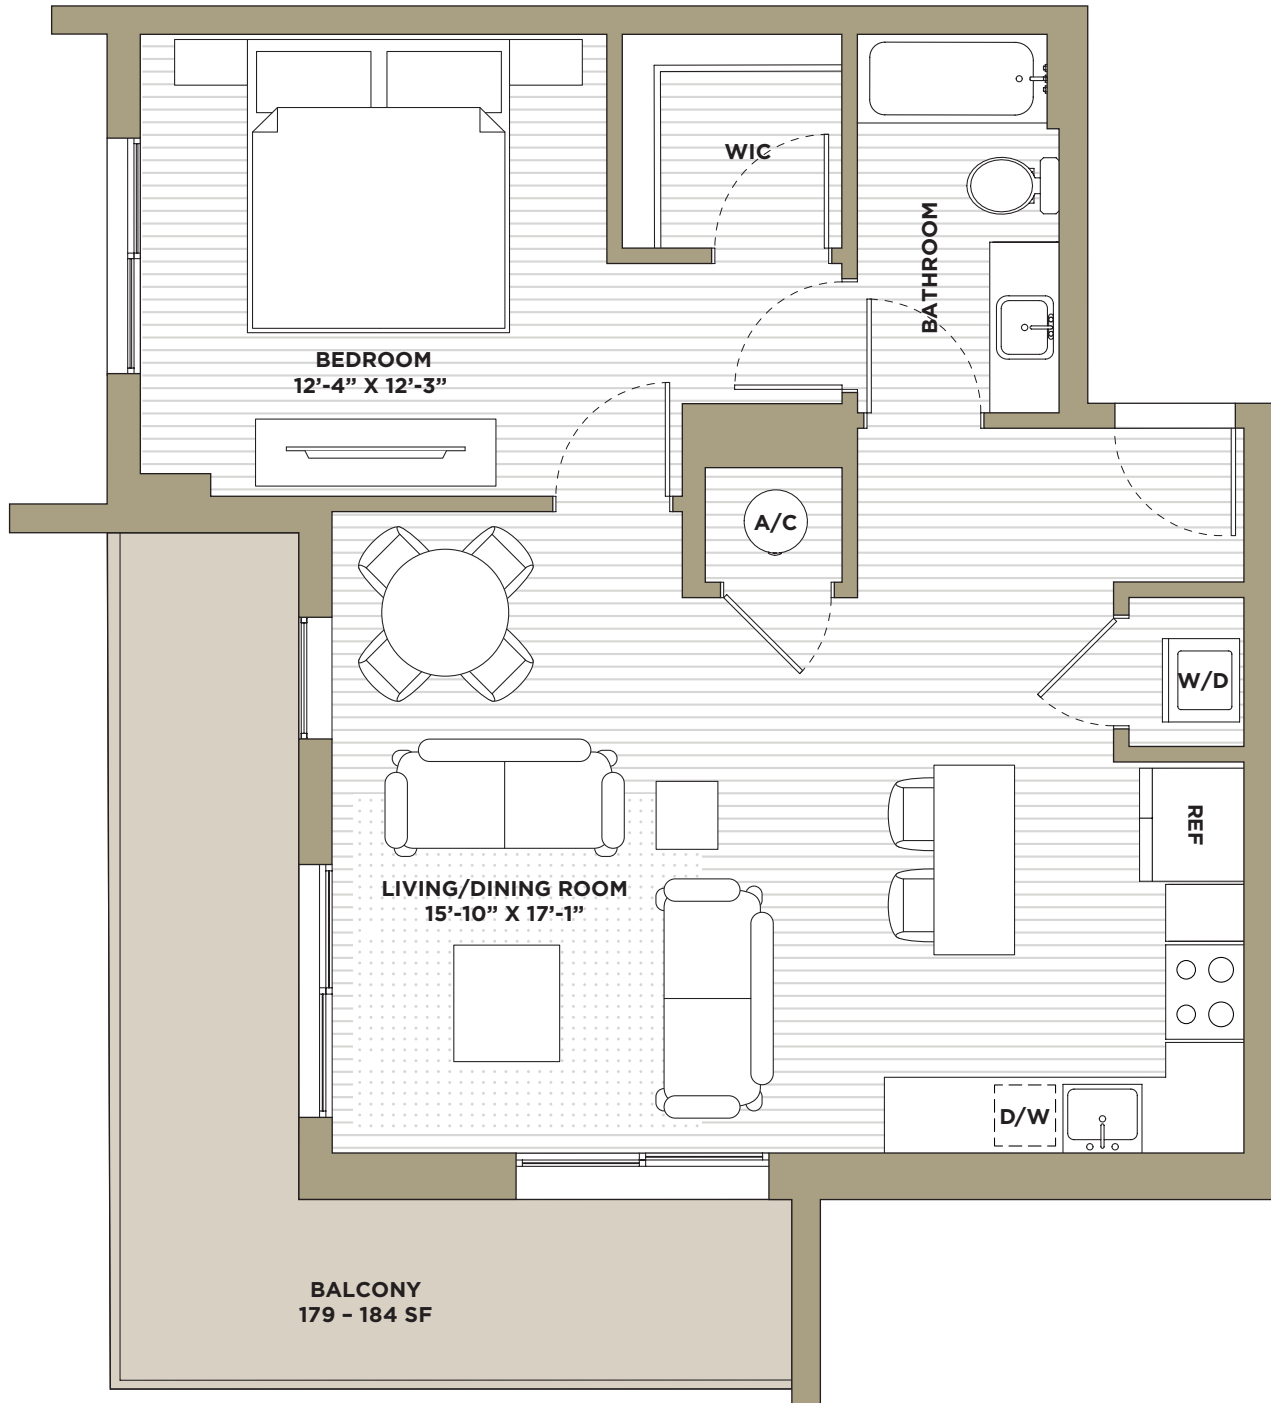 WIC
BATHROOM
BEDROOM
12’-4” X 12’-3”
A/C
W/D
REF
LIVING/DINING ROOM
15’-10” X 17’-1”
D/W
BALCONY
179 – 184 SF